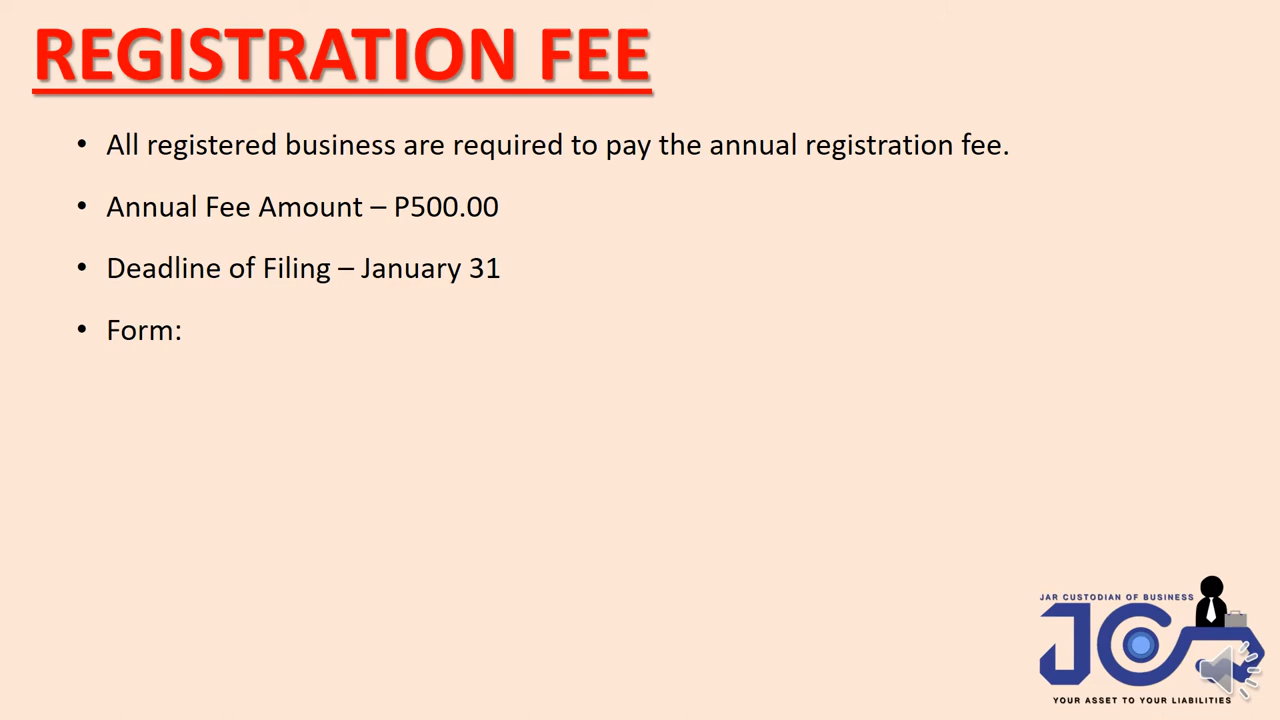 REGISTRATION FEE
• All registered business are required to pay the annual registration fee.
• Annual Fee Amount – P500.00
• Deadline of Filing – January 31
• Form:
JAR CUSTODIAN OF BUSINESS
JC
YOUR ASSET TO YOUR LIABILITIES